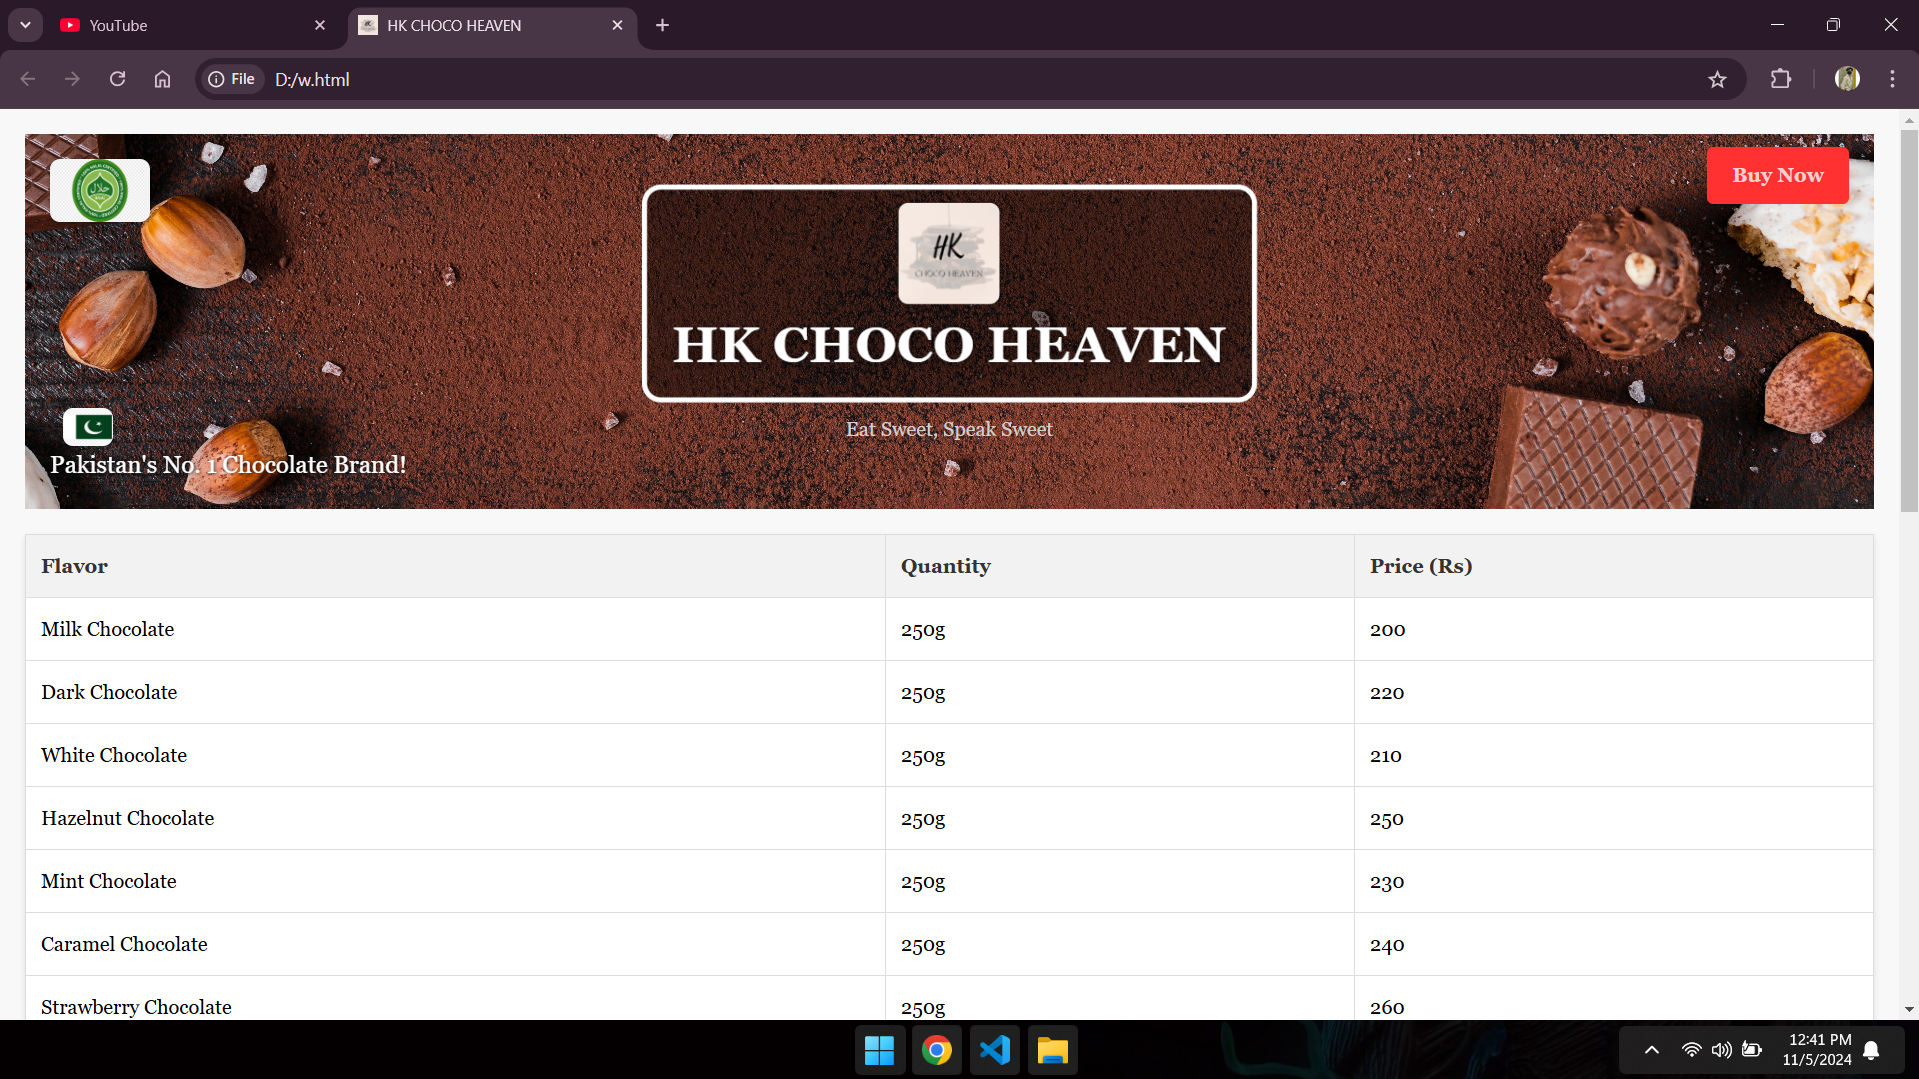 YouTube
HK CHOCO HEAVEN
File
D:/w.html
حلال
Buy Now
HK
CHOCO HEAVEN
HK CHOCO HEAVEN
Eat Sweet, Speak Sweet
Pakistan's No. 1 Chocolate Brand!
Flavor Quantity Price (Rs)
Milk Chocolate 250g 200
Dark Chocolate 250g 220
White Chocolate 250g 210
Hazelnut Chocolate 250g 250
Mint Chocolate 250g 230
Caramel Chocolate 250g 240
Strawberry Chocolate 250g 260
12:41 PM
11/5/2024